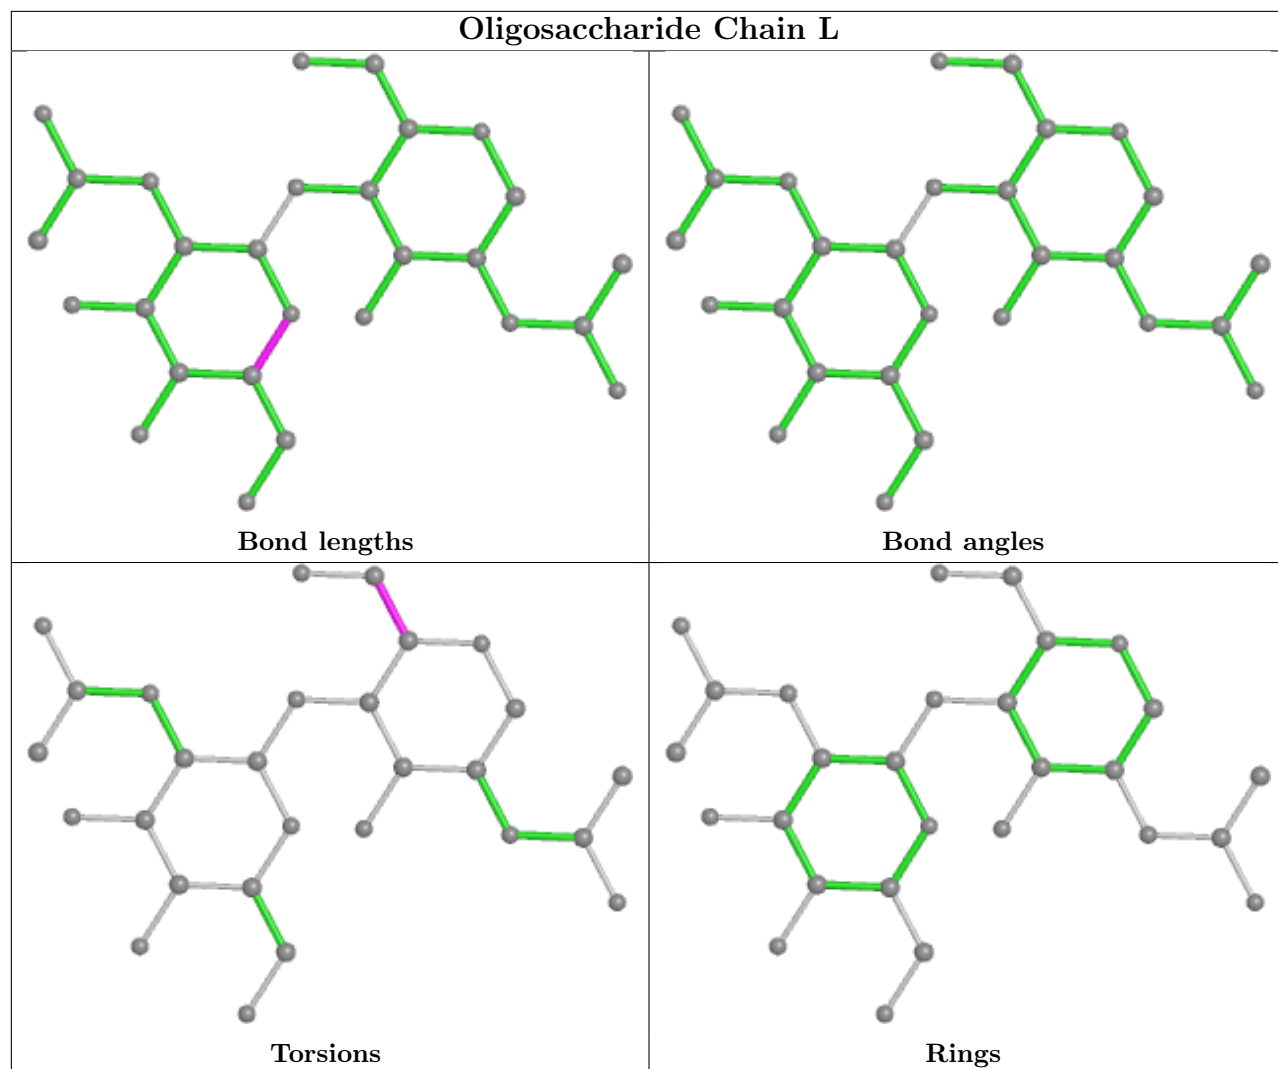 Oligosaccharide Chain L
Bond lengths
Bond angles
Torsions
Rings